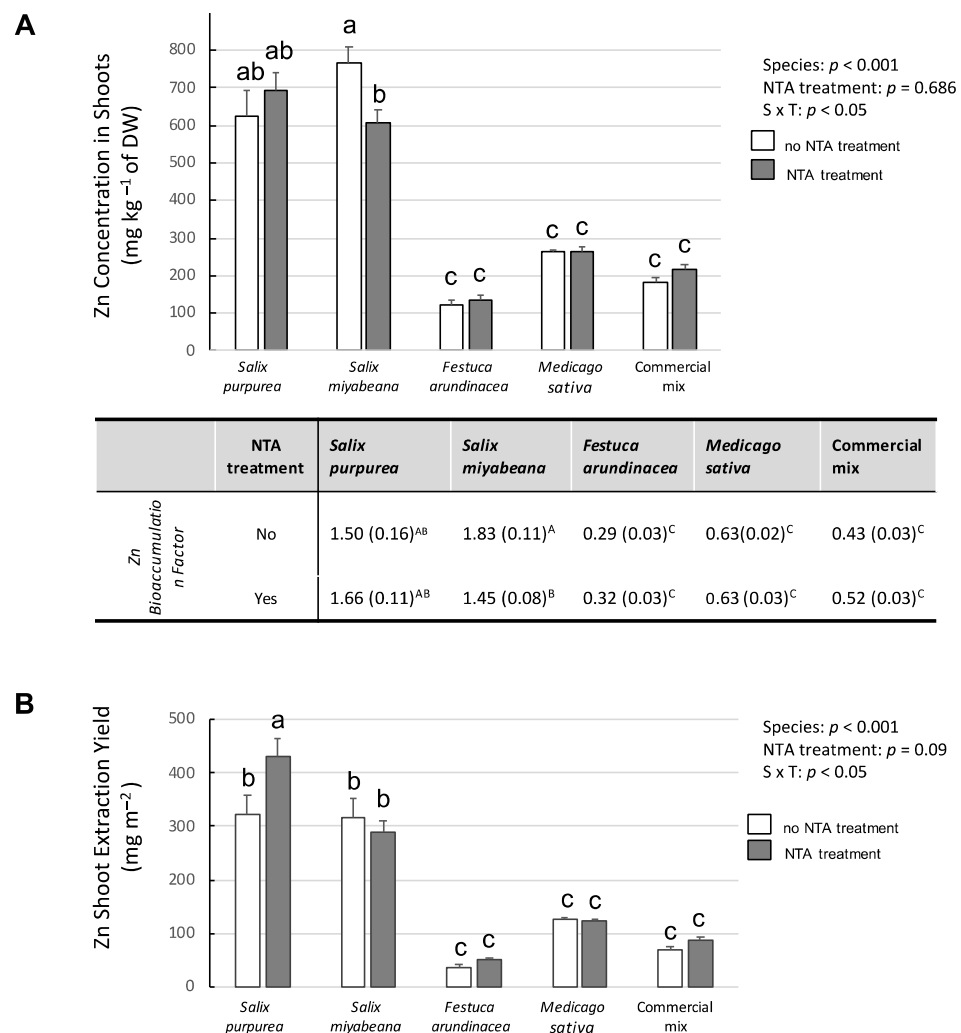 A
Zn Concentration in Shoots
(mg kg⁻¹ of DW)
800
700
600
500
400
300
200
100
0
ab
ab
a
b
c
c
c
c
c
c
Salix
purpurea
Salix
miyabeana
Festuca
arundinacea
Medicago
sativa
Commercial
mix
Species: p < 0.001
NTA treatment: p = 0.686
S x T: p < 0.05
no NTA treatment
NTA treatment
NTA
treatment
Salix
purpurea
Salix
miyabeana
Festuca
arundinacea
Medicago
sativa
Commercial
mix
Zn
Bioaccumulatio
n Factor
No 1.50 (0.16)ᴬᴮ 1.83 (0.11)ᴬ 0.29 (0.03)ᶜ 0.63(0.02)ᶜ 0.43 (0.03)ᶜ
Yes 1.66 (0.11)ᴬᴮ 1.45 (0.08)ᴮ 0.32 (0.03)ᶜ 0.63 (0.03)ᶜ 0.52 (0.03)ᶜ
B
Zn Shoot Extraction Yield
(mg m⁻²)
500
400
300
200
100
0
b
a
b
b
c
c
c
c
c
c
Salix
purpurea
Salix
miyabeana
Festuca
arundinacea
Medicago
sativa
Commercial
mix
Species: p < 0.001
NTA treatment: p = 0.09
S x T: p < 0.05
no NTA treatment
NTA treatment